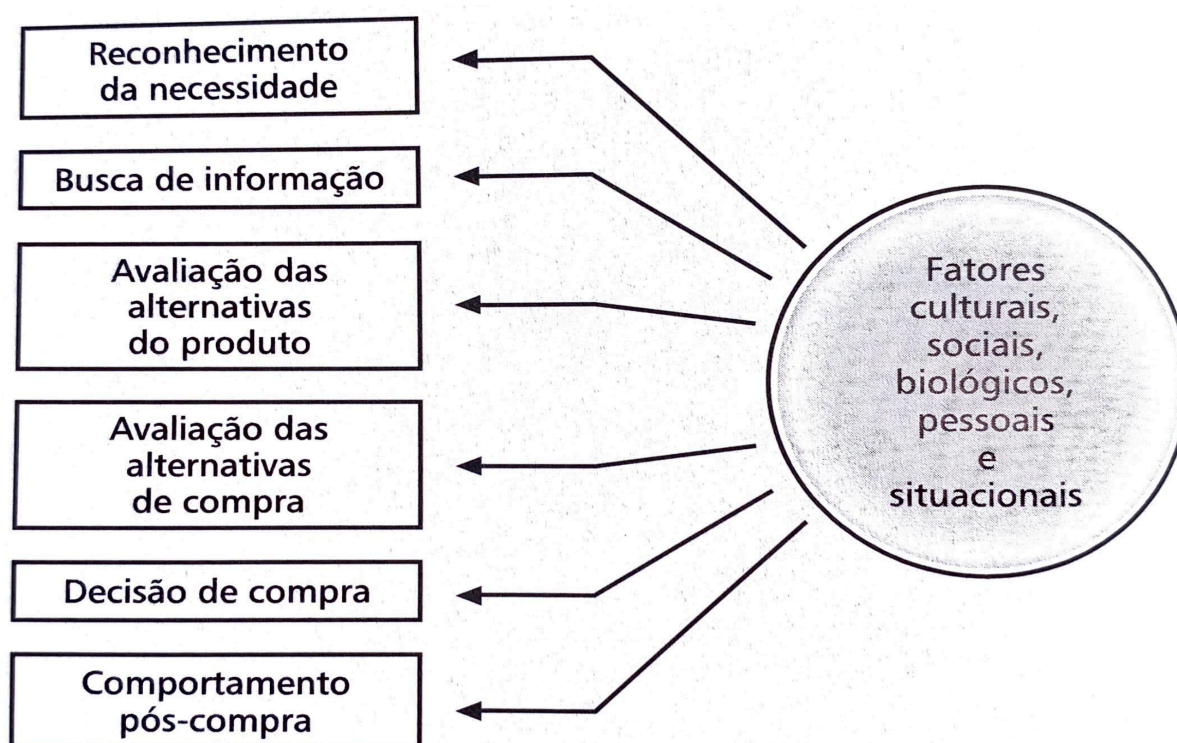 Reconhecimento
da necessidade
Busca de informação
Avaliação das
alternativas
do produto
Avaliação das
alternativas
de compra
Decisão de compra
Comportamento
pós-compra
Fatores
culturais,
sociais,
biológicos,
pessoais
e
situacionais